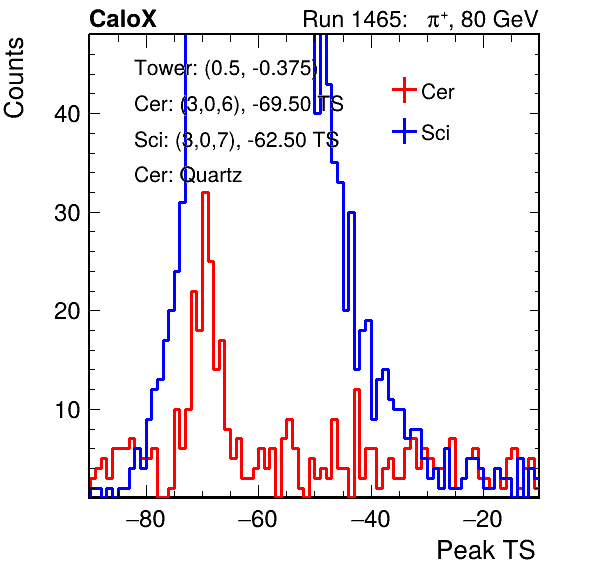 CaloX Run 1465: π⁺, 80 GeV
Counts
Tower: (0.5, -0.375)
Cer: (3,0,6), -69.50 TS
Sci: (3,0,7), -62.50 TS
Cer: Quartz
Cer
Sci
40
30
20
10
−80 −60 −40 −20
Peak TS